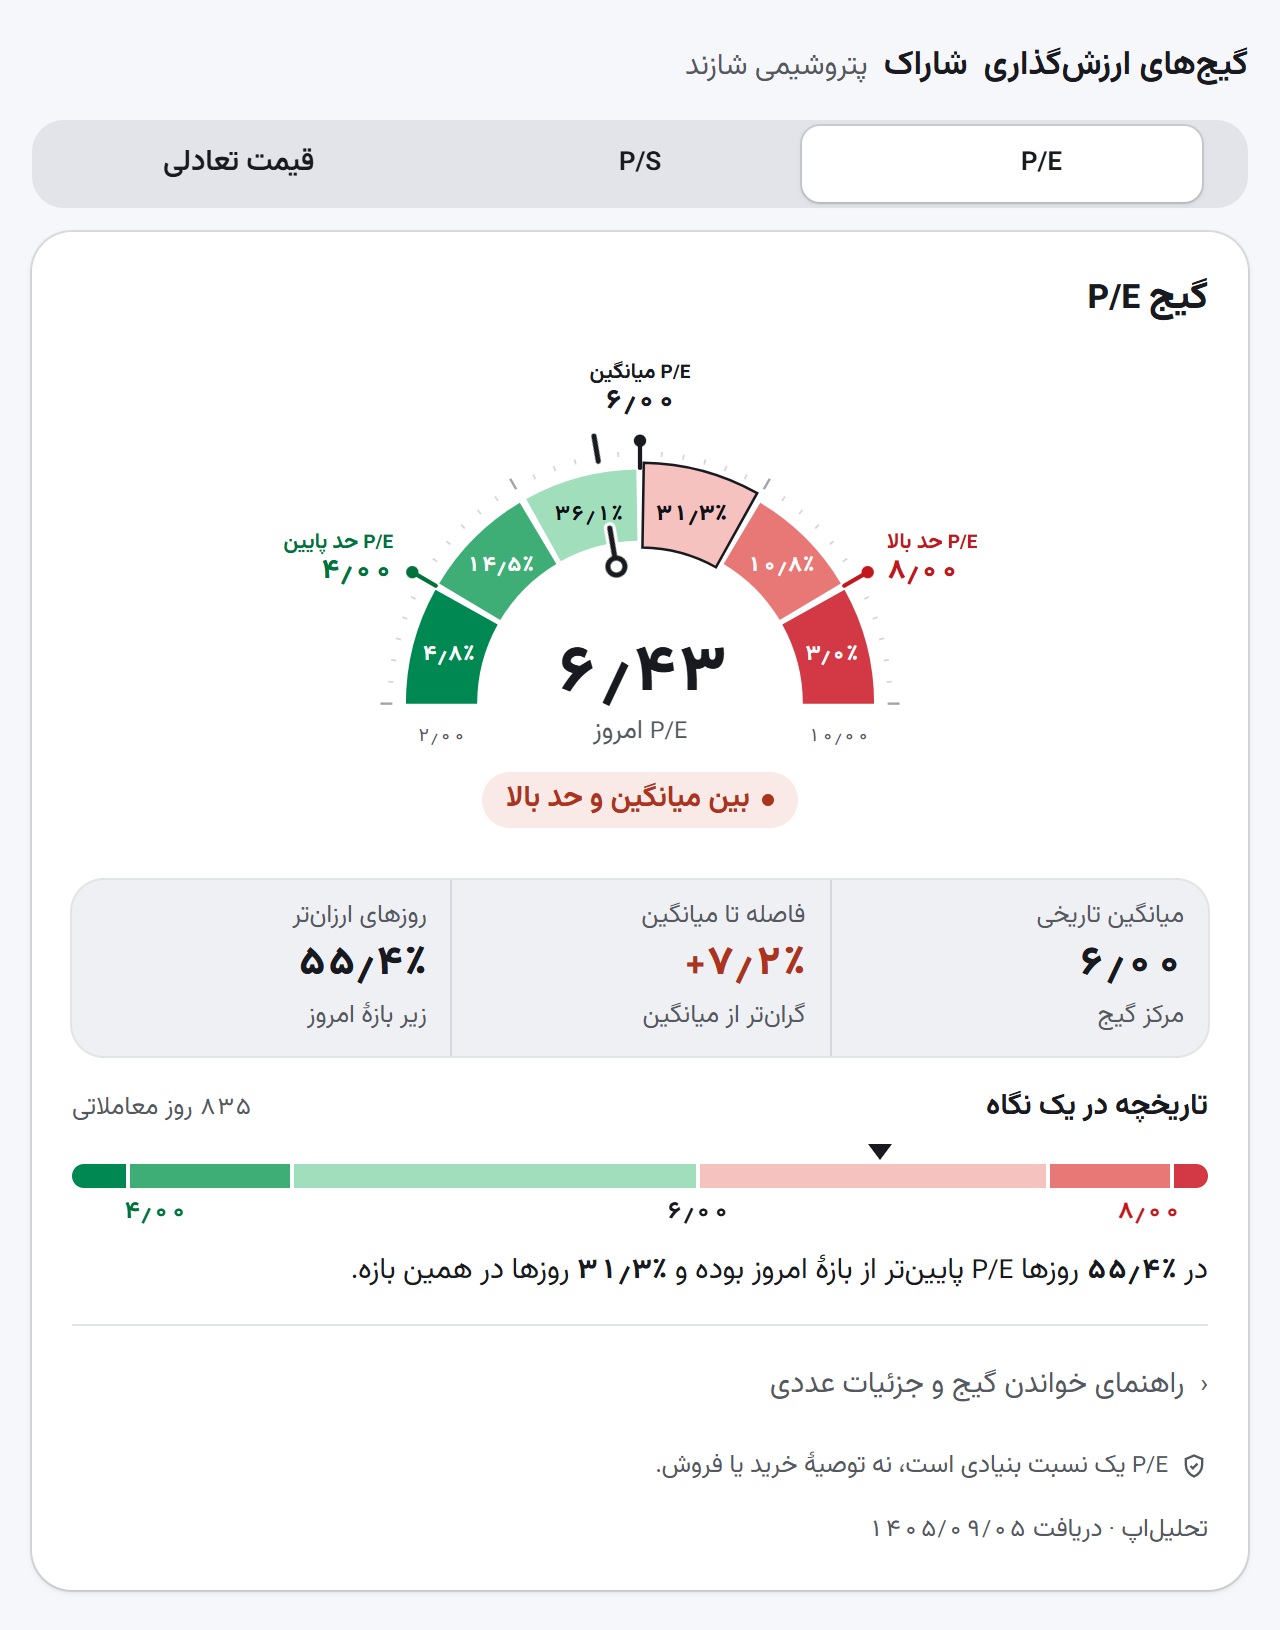 گیج‌های ارزش‌گذاری شاراک پتروشیمی شازند
P/E
P/S
قیمت تعادلی
گیج P/E
P/E میانگین
۶٫۰۰
۳۶٫۱٪
۳۱٫۳٪
P/E حد پایین
۴٫۰۰
P/E حد بالا
۸٫۰۰
۱۴٫۵٪
۱۰٫۸٪
۴٫۸٪
۳٫۰٪
۶٫۴۳
P/E امروز
۲٫۰۰
۱۰٫۰۰
بین میانگین و حد بالا
میانگین تاریخی
۶٫۰۰
مرکز گیج
فاصله تا میانگین
+۷٫۲٪
گران‌تر از میانگین
روزهای ارزان‌تر
۵۵٫۴٪
زیر بازهٔ امروز
تاریخچه در یک نگاه
۸۳۵ روز معاملاتی
۴٫۰۰
۶٫۰۰
۸٫۰۰
در ۵۵٫۴٪ روزها P/E پایین‌تر از بازهٔ امروز بوده و ۳۱٫۳٪ روزها در همین بازه.
‹ راهنمای خواندن گیج و جزئیات عددی
P/E یک نسبت بنیادی است، نه توصیهٔ خرید یا فروش.
تحلیل‌اپ · دریافت ۱۴۰۵/۰۹/۰۵